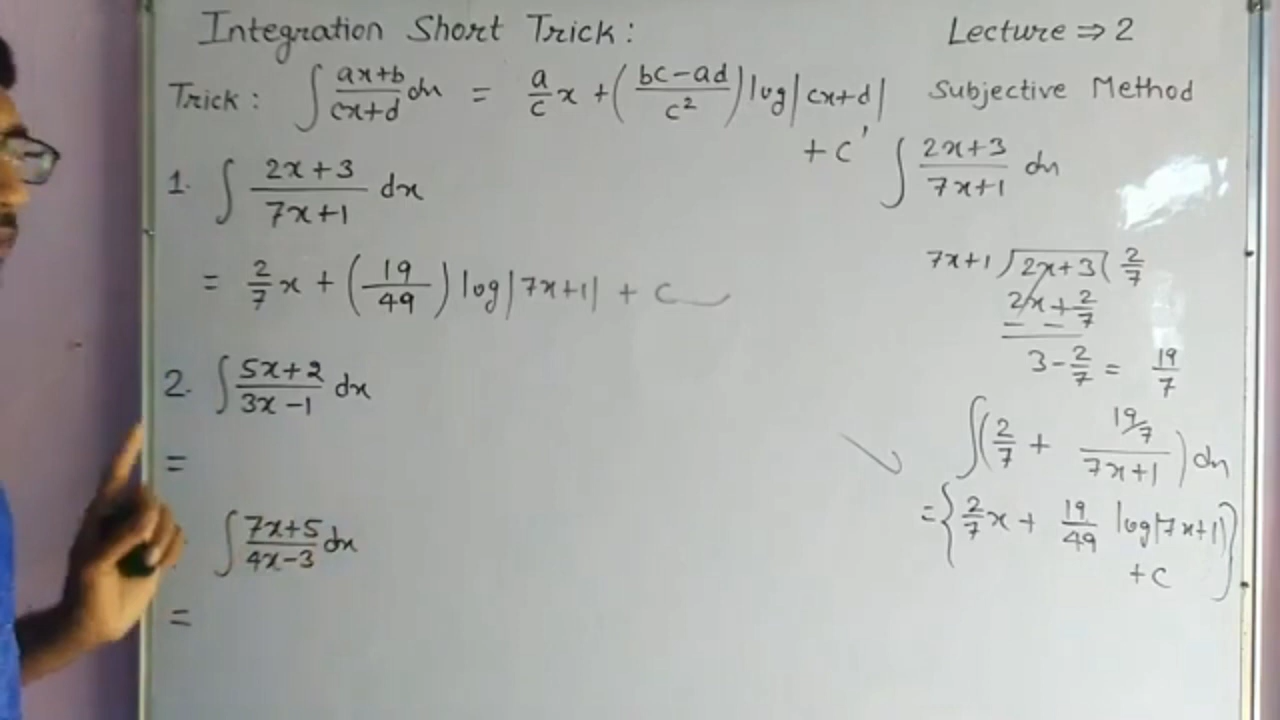 Integration Short Trick:
Lecture ⇒ 2
Trick: ∫ (ax+b)/(cx+d) dx = a/c x + ((bc-ad)/c²) log|cx+d| + c'
1. ∫ (2x+3)/(7x+1) dx
= 2/7 x + (19/49) log|7x+1| + c
2. ∫ (5x+2)/(3x-1) dx
=
∫ (7x+5)/(4x-3) dx
=
Subjective Method
∫ (2x+3)/(7x+1) dx
7x+1 ) 2x+3 ( 2/7
2x + 2/7
- -
3 - 2/7 = 19/7
∫ (2/7 + (19/7)/(7x+1)) dx
= { 2/7 x + 19/49 log|7x+1| + c }